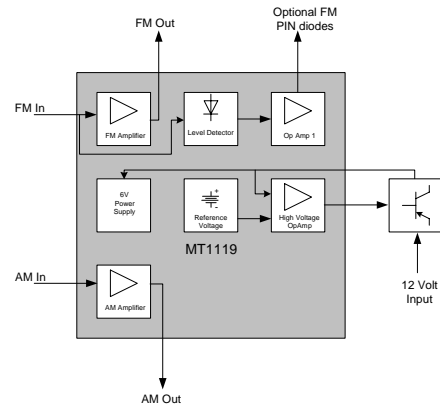 FM Out
Optional FM
PIN diodes
FM In
FM Amplifier
Level Detector
Op Amp 1
6V
Power
Supply
Reference
Voltage
High Voltage
OpAmp
MT1119
AM In
12 Volt
Input
AM Amplifier
AM Out